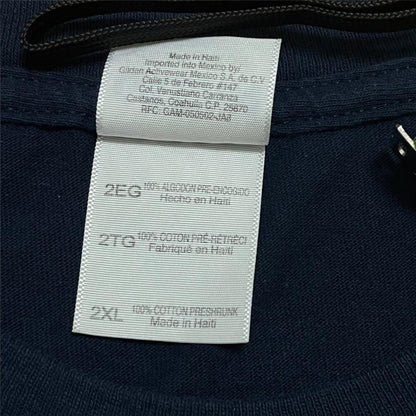 Made in Haiti
Imported into Mexico by:
Gildan Activewear Mexico S.A. de C.V
Calle 5 de Febrero #147
Col. Venustiano Carranza
Castanos, Coahuila C.P. 25870
RFC: GAM-050502-JA8
2EG 100% ALGODON PRE-ENCOGIDO
Hecho en Haiti
2TG 100% COTON PRÉ-RÉTRÉCI
Fabriqué en Haïti
2XL 100% COTTON PRESHRUNK
Made in Haiti